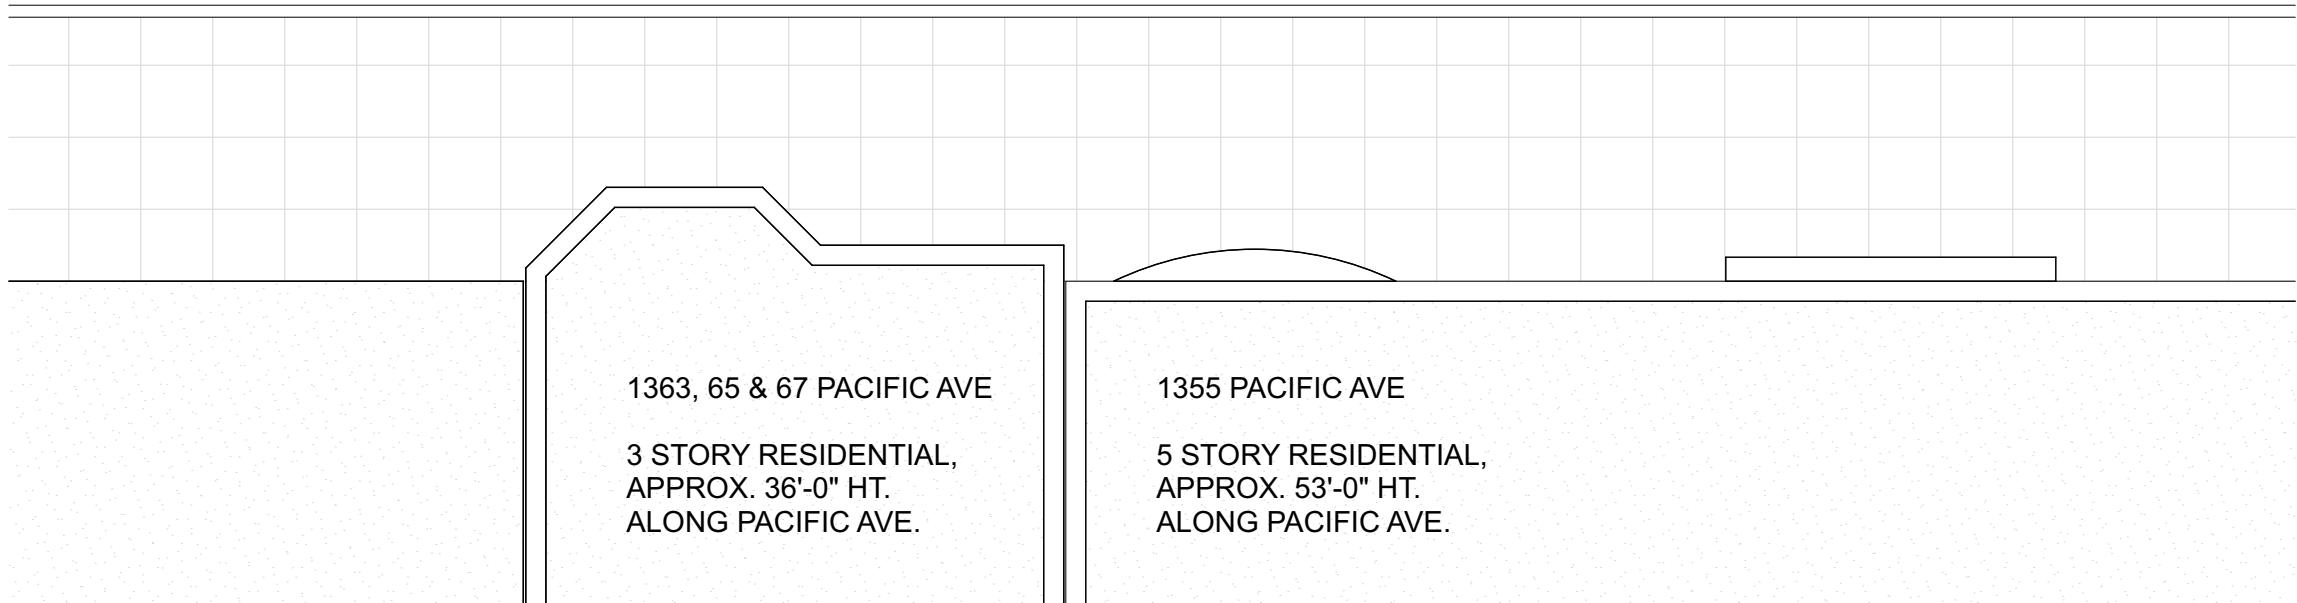 1363, 65 & 67 PACIFIC AVE
3 STORY RESIDENTIAL,
APPROX. 36'-0" HT.
ALONG PACIFIC AVE.
1355 PACIFIC AVE
5 STORY RESIDENTIAL,
APPROX. 53'-0" HT.
ALONG PACIFIC AVE.